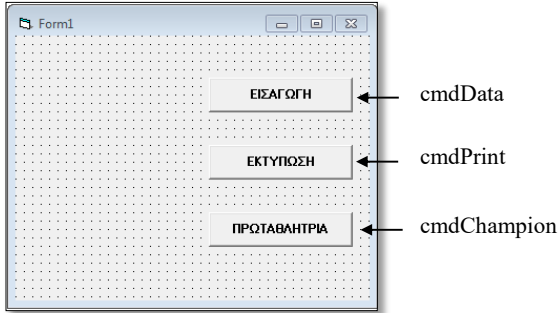 Form1
ΕΙΣΑΓΩΓΗ
cmdData
ΕΚΤΥΠΩΣΗ
cmdPrint
ΠΡΩΤΑΘΛΗΤΡΙΑ
cmdChampion